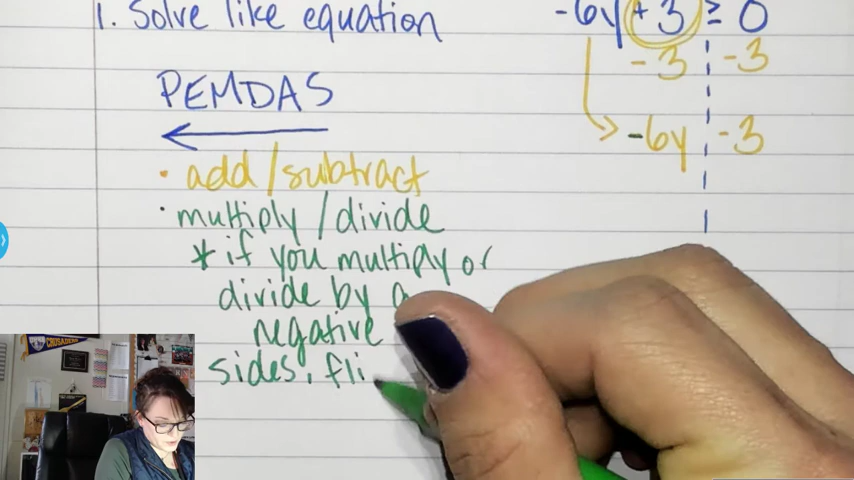 1. Solve like equation
-6y + 3 ≥ 0
- 3 - 3
PEMDAS
-6y -3
• add/subtract
• multiply/divide
* if you multiply or
divide by a
negative
sides, fli
CRUSADERS